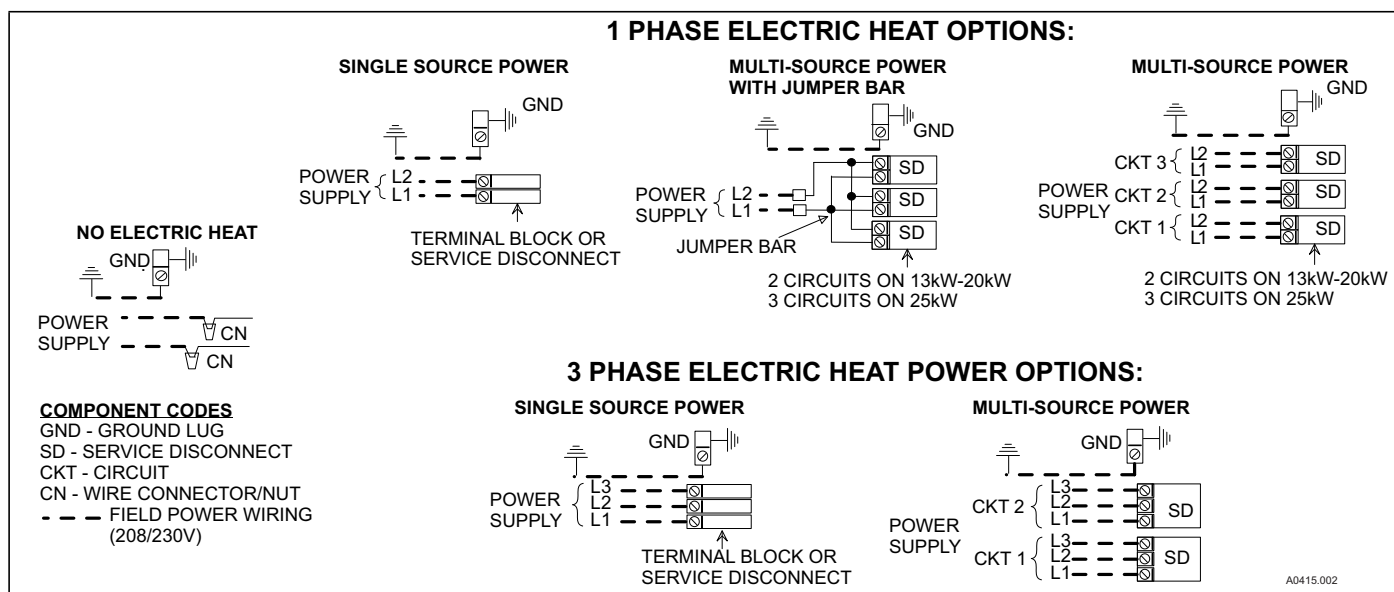 1 PHASE ELECTRIC HEAT OPTIONS:
SINGLE SOURCE POWER
GND
POWER
SUPPLY
L2
L1
TERMINAL BLOCK OR
SERVICE DISCONNECT
MULTI-SOURCE POWER
WITH JUMPER BAR
GND
SD
SD
SD
POWER
SUPPLY
L2
L1
JUMPER BAR
2 CIRCUITS ON 13kW-20kW
3 CIRCUITS ON 25kW
MULTI-SOURCE POWER
GND
CKT 3
L2
L1
SD
POWER
SUPPLY
CKT 2
L2
L1
SD
CKT 1
L2
L1
SD
2 CIRCUITS ON 13kW-20kW
3 CIRCUITS ON 25kW
NO ELECTRIC HEAT
GND
POWER
SUPPLY
CN
CN
COMPONENT CODES
GND - GROUND LUG
SD - SERVICE DISCONNECT
CKT - CIRCUIT
CN - WIRE CONNECTOR/NUT
FIELD POWER WIRING
(208/230V)
3 PHASE ELECTRIC HEAT POWER OPTIONS:
SINGLE SOURCE POWER
GND
POWER
SUPPLY
L3
L2
L1
TERMINAL BLOCK OR
SERVICE DISCONNECT
MULTI-SOURCE POWER
GND
POWER
SUPPLY
CKT 2
L3
L2
L1
SD
CKT 1
L3
L2
L1
SD
A0415.002